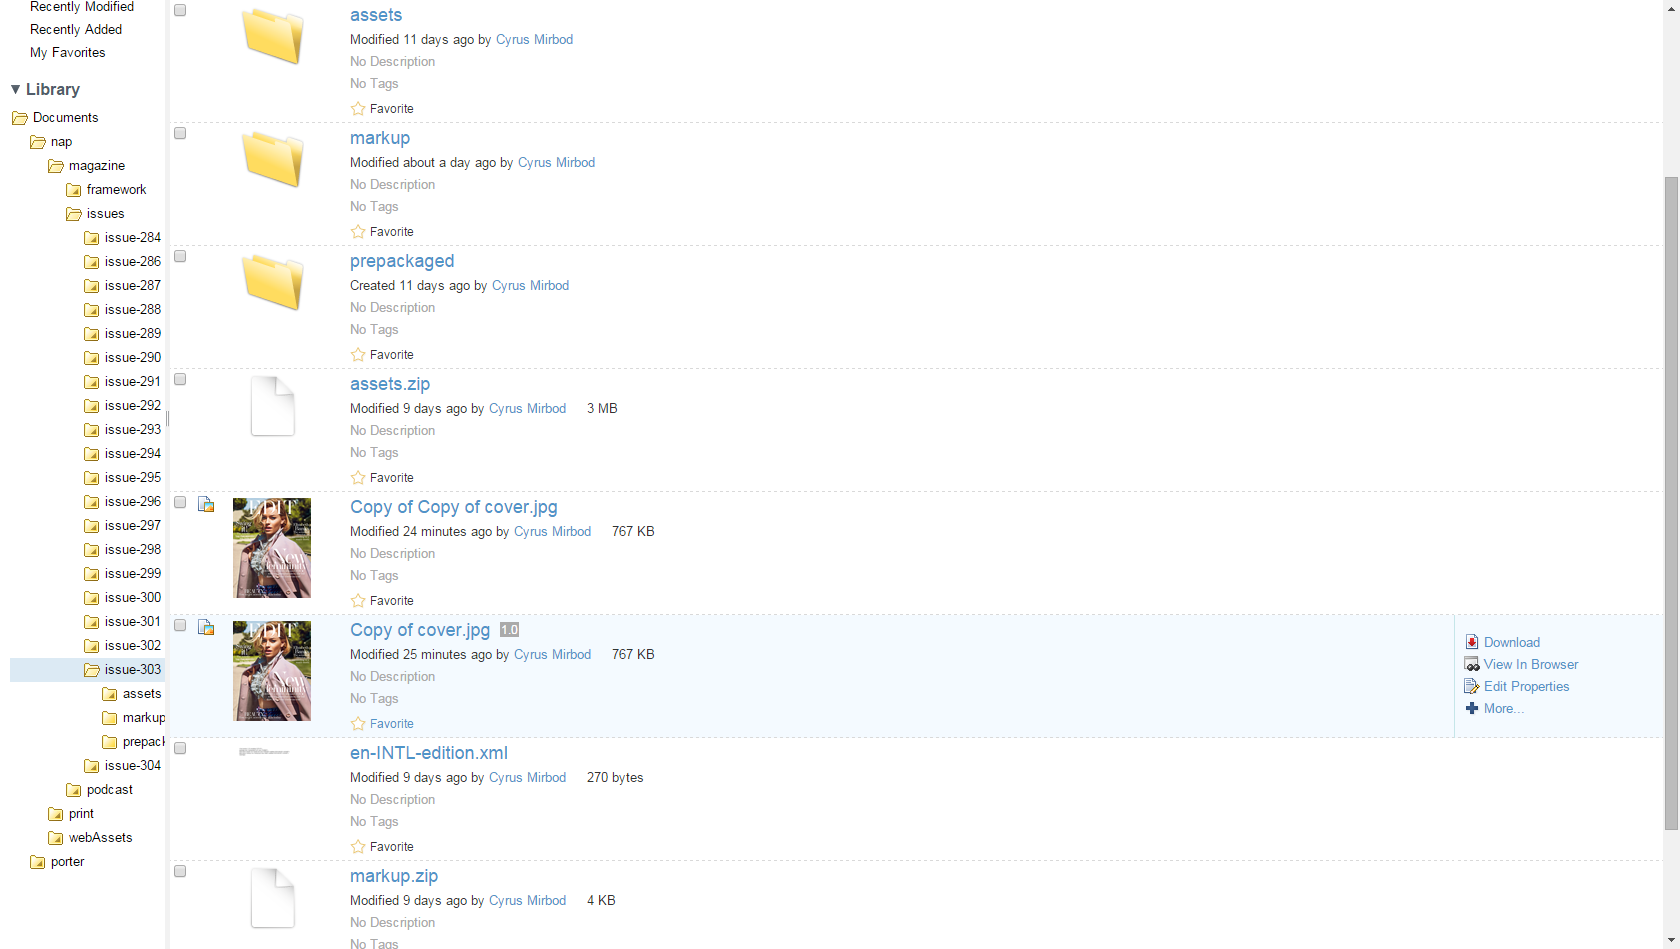 Recently Modified
Recently Added
My Favorites
Library
Documents
nap
magazine
framework
issues
issue-284
issue-286
issue-287
issue-288
issue-289
issue-290
issue-291
issue-292
issue-293
issue-294
issue-295
issue-296
issue-297
issue-298
issue-299
issue-300
issue-301
issue-302
issue-303
assets
markup
prepack
issue-304
podcast
print
webAssets
porter
assets
Modified 11 days ago by Cyrus Mirbod
No Description
No Tags
Favorite
markup
Modified about a day ago by Cyrus Mirbod
No Description
No Tags
Favorite
prepackaged
Created 11 days ago by Cyrus Mirbod
No Description
No Tags
Favorite
assets.zip
Modified 9 days ago by Cyrus Mirbod 3 MB
No Description
No Tags
Favorite
Copy of Copy of cover.jpg
Modified 24 minutes ago by Cyrus Mirbod 767 KB
No Description
No Tags
Favorite
Copy of cover.jpg 1.0
Modified 25 minutes ago by Cyrus Mirbod 767 KB
No Description
No Tags
Favorite
Download
View In Browser
Edit Properties
More...
en-INTL-edition.xml
Modified 9 days ago by Cyrus Mirbod 270 bytes
No Description
No Tags
Favorite
markup.zip
Modified 9 days ago by Cyrus Mirbod 4 KB
No Description
No Tags